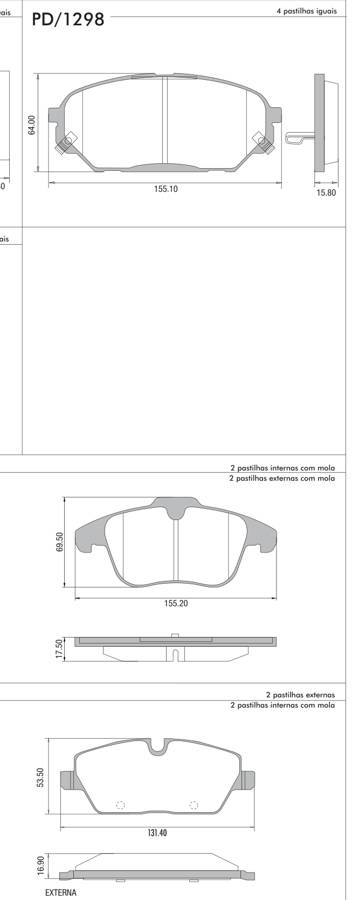 ais
4 pastilhas iguais
PD/1298
64.00
155.10
15.80
0
ais
2 pastilhas internas com mola
2 pastilhas externas com mola
69.50
155.20
17.50
2 pastilhas externas
2 pastilhas internas com mola
53.50
131.40
16.90
EXTERNA